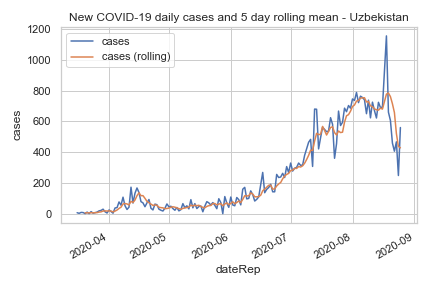 New COVID-19 daily cases and 5 day rolling mean - Uzbekistan
1200
1000
800
600
400
200
0
cases
cases
cases (rolling)
2020-04
2020-05
2020-06
2020-07
2020-08
2020-09
dateRep